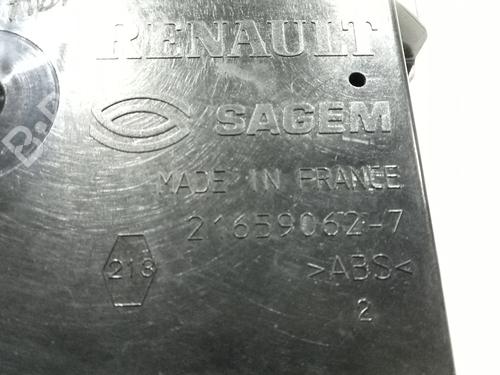 RENAULT
SAGEM
MADE IN FRANCE
21659062-7
213
>ABS<
2